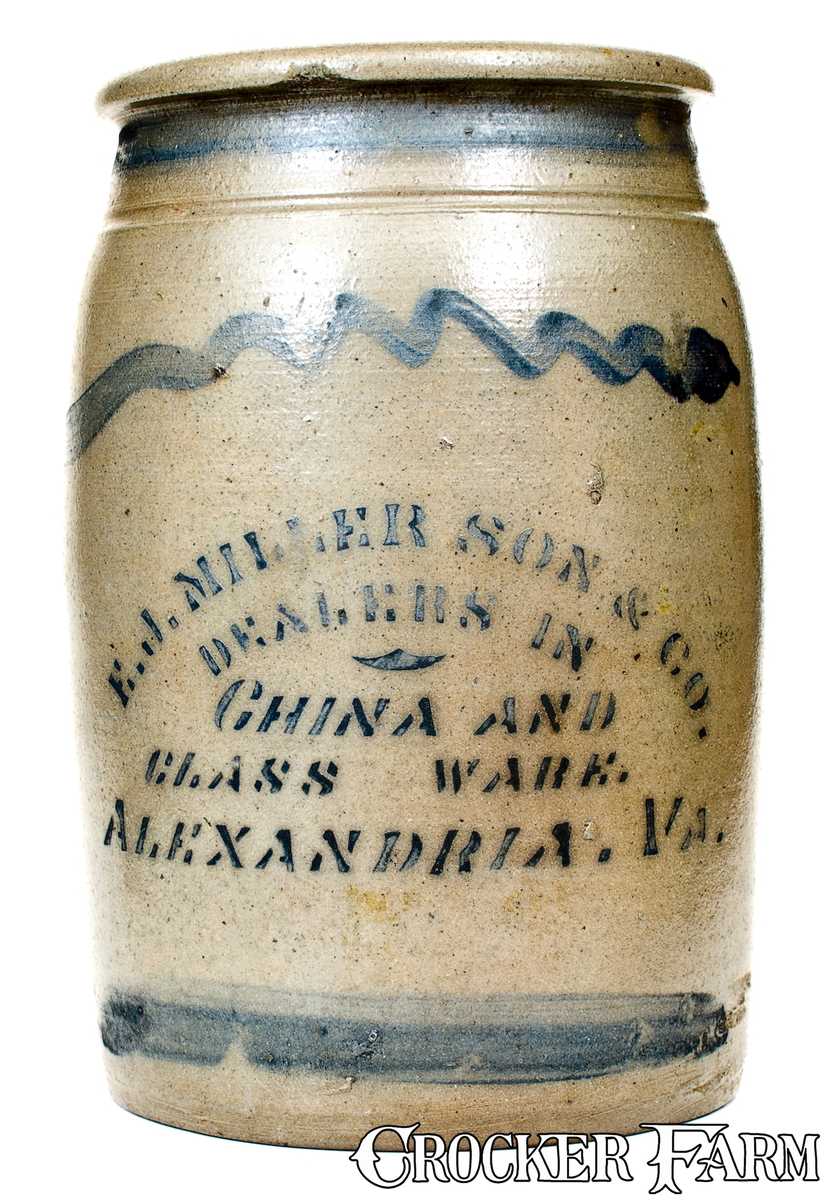 E.J. MILLER SON & CO.
DEALERS IN
CHINA AND
GLASS WARE.
ALEXANDRIA. VA.
CROCKER FARM